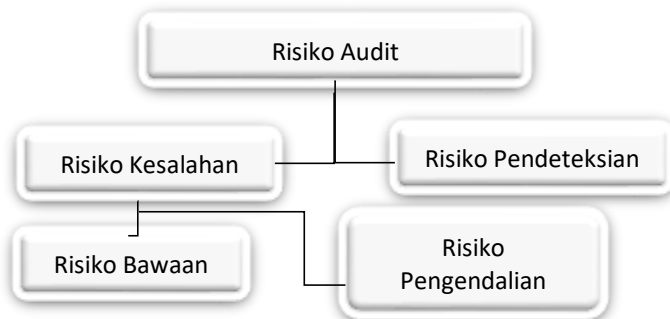 Risiko Audit
Risiko Kesalahan
Risiko Pendeteksian
Risiko Bawaan
Risiko
Pengendalian